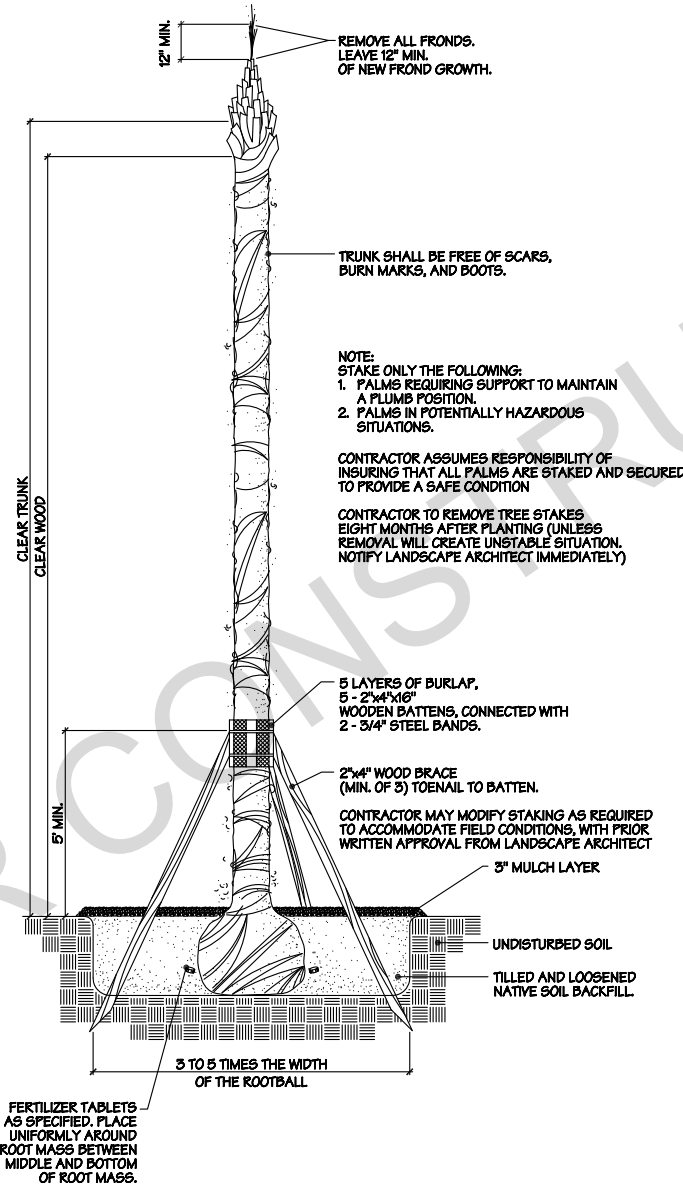 12" MIN.
REMOVE ALL FRONDS.
LEAVE 12" MIN.
OF NEW FROND GROWTH.
TRUNK SHALL BE FREE OF SCARS,
BURN MARKS, AND BOOTS.
NOTE:
STAKE ONLY THE FOLLOWING:
1. PALMS REQUIRING SUPPORT TO MAINTAIN
A PLUMB POSITION.
2. PALMS IN POTENTIALLY HAZARDOUS
SITUATIONS.
CONTRACTOR ASSUMES RESPONSIBILITY OF
INSURING THAT ALL PALMS ARE STAKED AND SECURED
TO PROVIDE A SAFE CONDITION
CONTRACTOR TO REMOVE TREE STAKES
EIGHT MONTHS AFTER PLANTING (UNLESS
REMOVAL WILL CREATE UNSTABLE SITUATION.
NOTIFY LANDSCAPE ARCHITECT IMMEDIATELY)
CLEAR TRUNK
CLEAR WOOD
5 LAYERS OF BURLAP,
5 - 2"x4"x16"
WOODEN BATTENS, CONNECTED WITH
2 - 3/4" STEEL BANDS.
2"x4" WOOD BRACE
(MIN. OF 3) TOENAIL TO BATTEN.
CONTRACTOR MAY MODIFY STAKING AS REQUIRED
TO ACCOMMODATE FIELD CONDITIONS, WITH PRIOR
WRITTEN APPROVAL FROM LANDSCAPE ARCHITECT
5' MIN.
3" MULCH LAYER
UNDISTURBED SOIL
TILLED AND LOOSENED
NATIVE SOIL BACKFILL.
3 TO 5 TIMES THE WIDTH
OF THE ROOTBALL
FERTILIZER TABLETS
AS SPECIFIED. PLACE
UNIFORMLY AROUND
ROOT MASS BETWEEN
MIDDLE AND BOTTOM
OF ROOT MASS.
R CONSTRU